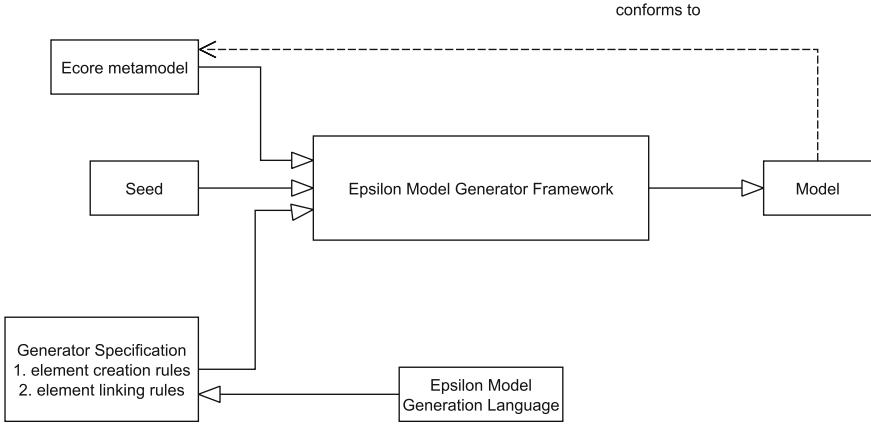 conforms to
Ecore metamodel
Seed
Epsilon Model Generator Framework
Model
Generator Specification
1. element creation rules
2. element linking rules
Epsilon Model
Generation Language